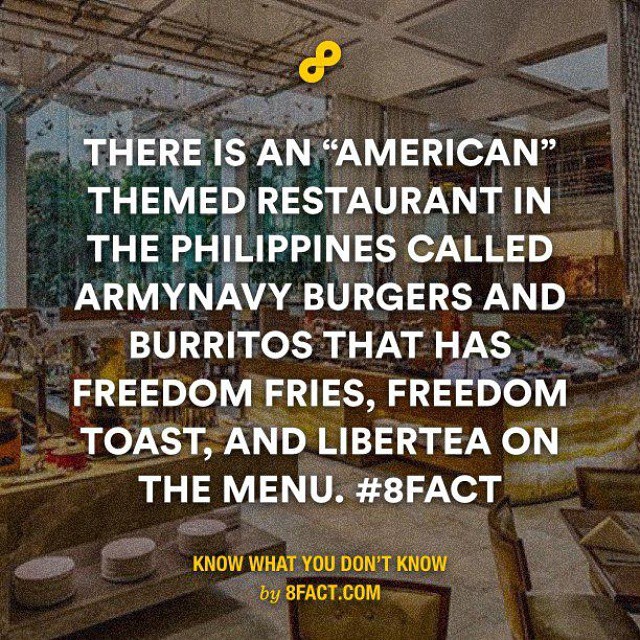 THERE IS AN “AMERICAN”
THEMED RESTAURANT IN
THE PHILIPPINES CALLED
ARMYNAVY BURGERS AND
BURRITOS THAT HAS
FREEDOM FRIES, FREEDOM
TOAST, AND LIBERTEA ON
THE MENU. #8FACT
KNOW WHAT YOU DON’T KNOW
by 8FACT.COM